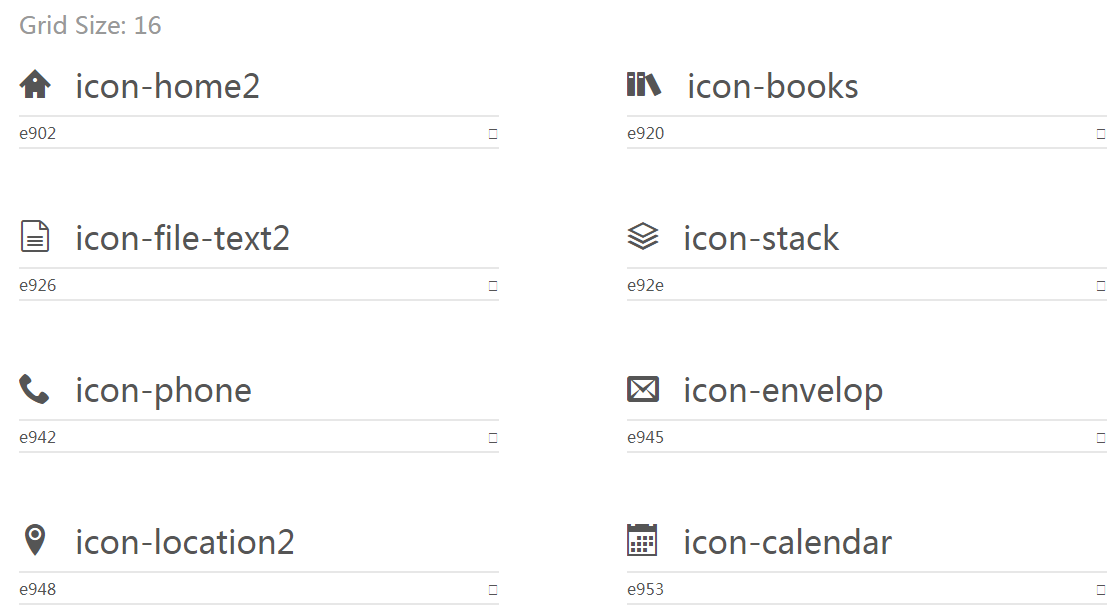 Grid Size: 16
icon-home2
icon-books
e902
e920
icon-file-text2
icon-stack
e926
e92e
icon-phone
icon-envelop
e942
e945
icon-location2
icon-calendar
e948
e953